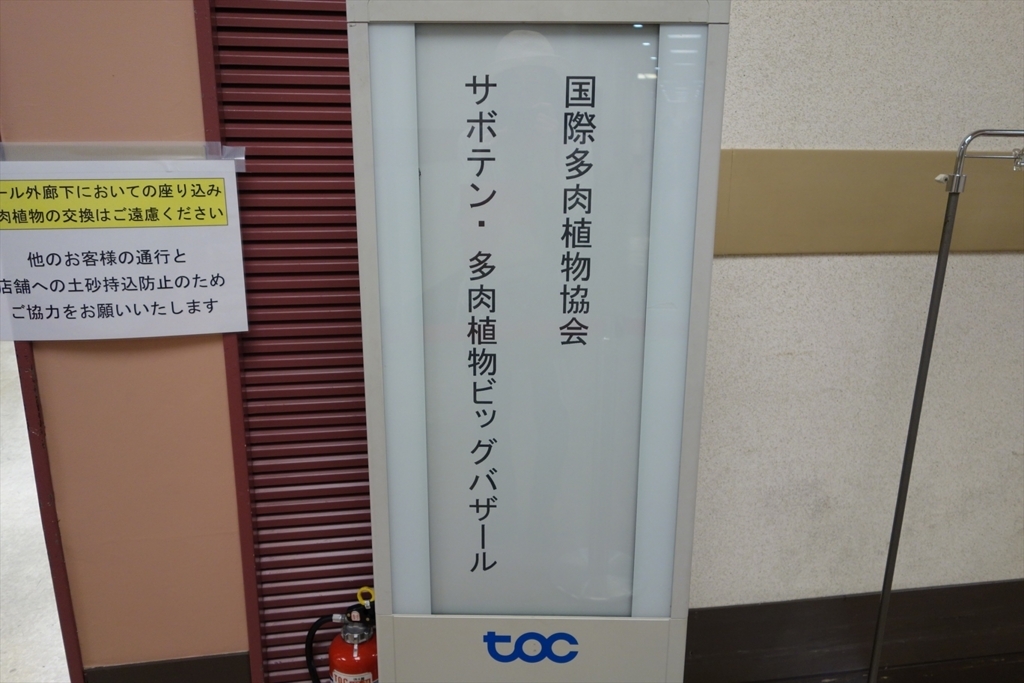 国際多肉植物協会
サボテン・多肉植物ビッグバザール
toc
ール外廊下においての座り込み
肉植物の交換はご遠慮ください
他のお客様の通行と
店舗への土砂持込防止のため
ご協力をお願いいたします
TOC